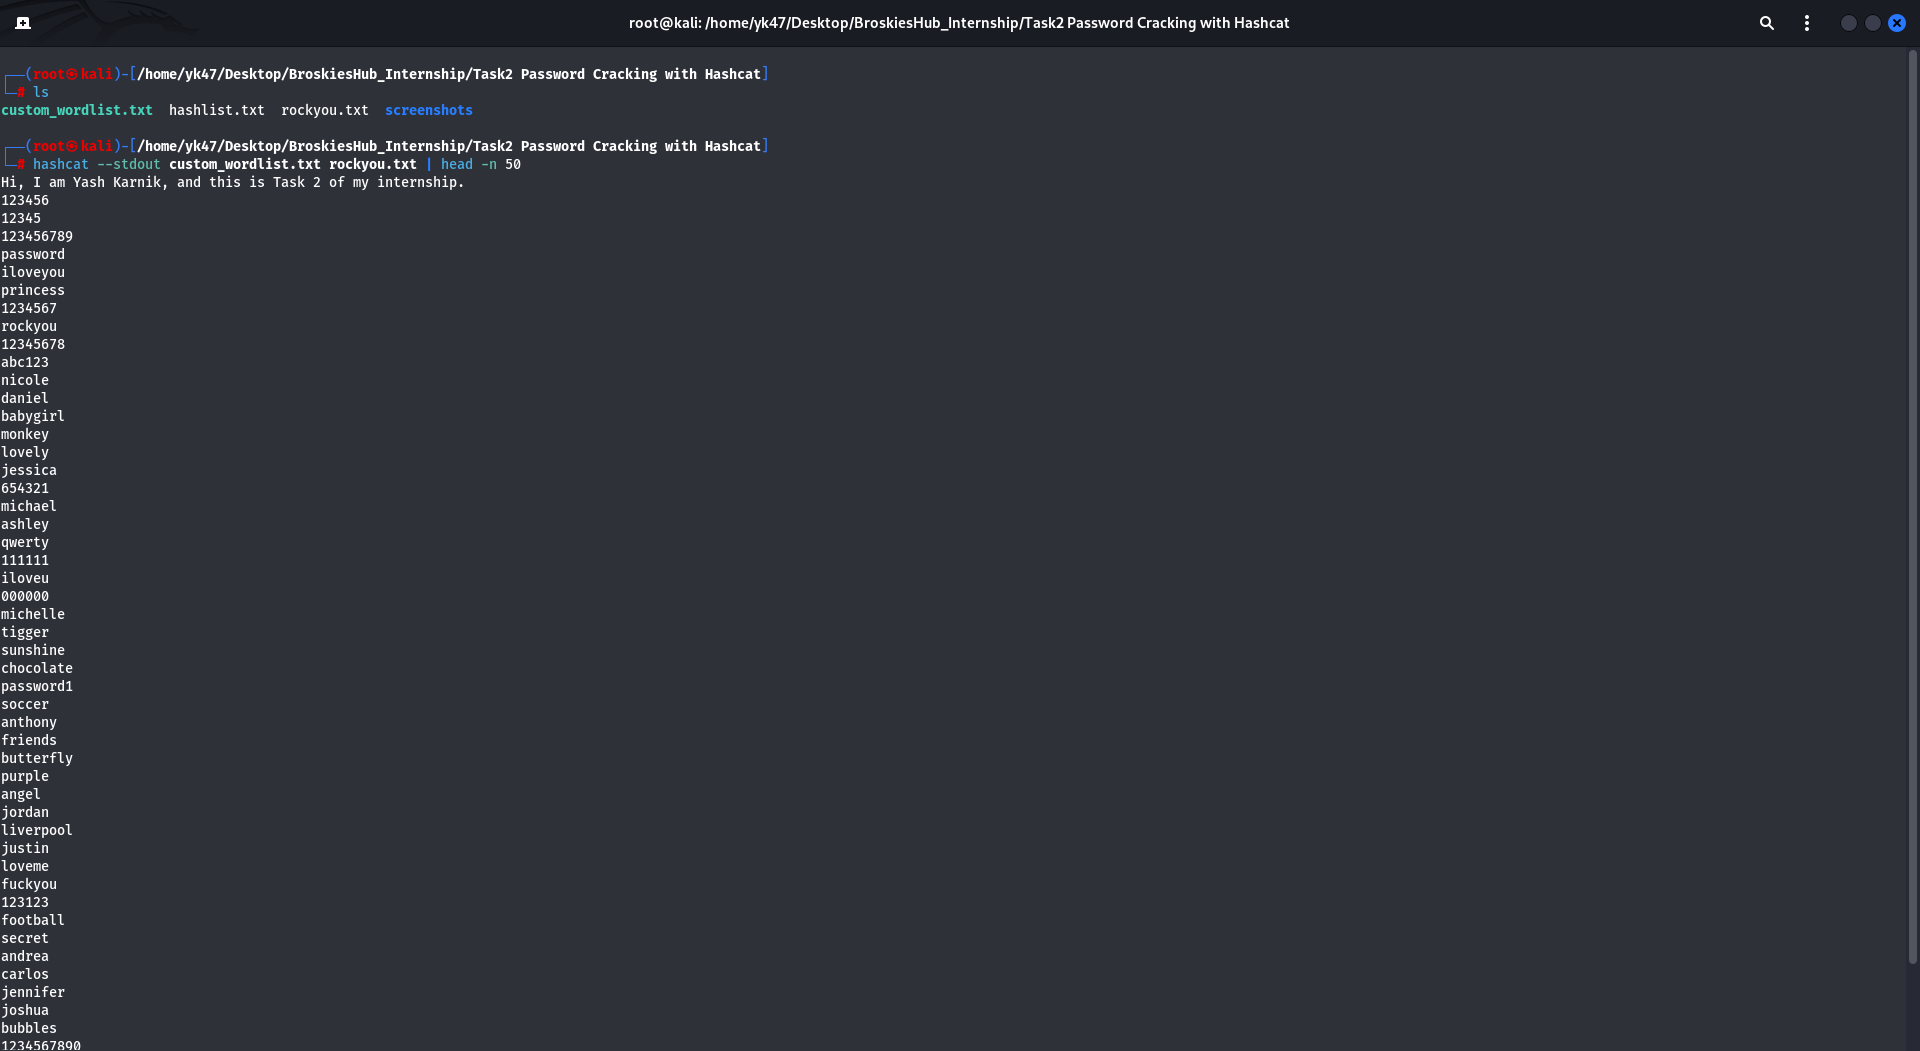 root@kali: /home/yk47/Desktop/BroskiesHub_Internship/Task2 Password Cracking with Hashcat
┌──(root㉿kali)-[/home/yk47/Desktop/BroskiesHub_Internship/Task2 Password Cracking with Hashcat]
└─# ls
custom_wordlist.txt  hashlist.txt  rockyou.txt  screenshots
┌──(root㉿kali)-[/home/yk47/Desktop/BroskiesHub_Internship/Task2 Password Cracking with Hashcat]
└─# hashcat --stdout custom_wordlist.txt rockyou.txt | head -n 50
Hi, I am Yash Karnik, and this is Task 2 of my internship.
123456
12345
123456789
password
iloveyou
princess
1234567
rockyou
12345678
abc123
nicole
daniel
babygirl
monkey
lovely
jessica
654321
michael
ashley
qwerty
111111
iloveu
000000
michelle
tigger
sunshine
chocolate
password1
soccer
anthony
friends
butterfly
purple
angel
jordan
liverpool
justin
loveme
fuckyou
123123
football
secret
andrea
carlos
jennifer
joshua
bubbles
1234567890